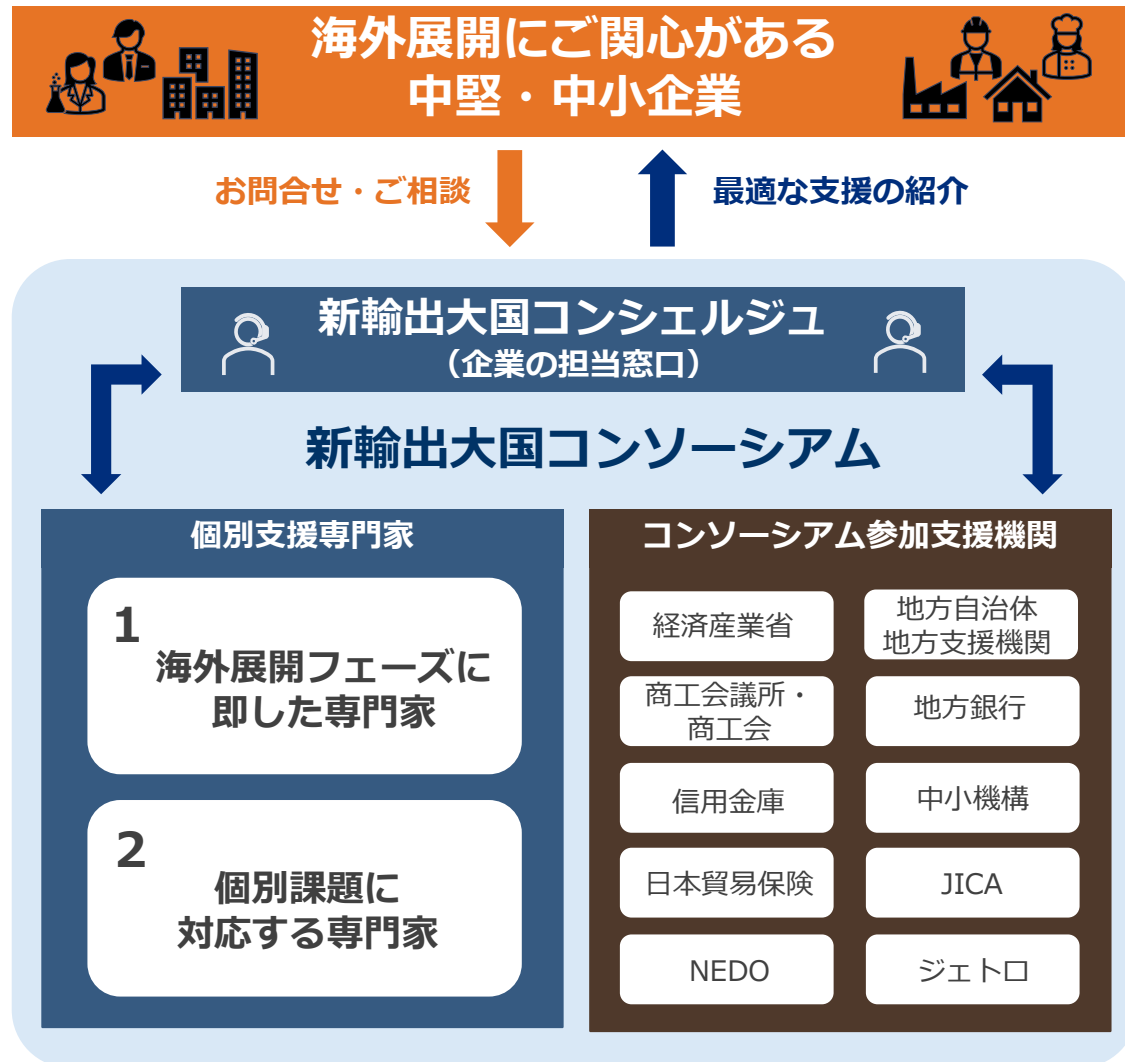 海外展開にご関心がある
中堅・中小企業
お問合せ・ご相談
最適な支援の紹介
新輸出大国コンシェルジュ
（企業の担当窓口）
新輸出大国コンソーシアム
個別支援専門家
1
海外展開フェーズに
即した専門家
2
個別課題に
対応する専門家
コンソーシアム参加支援機関
経済産業省
地方自治体
地方支援機関
商工会議所・
商工会
地方銀行
信用金庫
中小機構
日本貿易保険
JICA
NEDO
ジェトロ